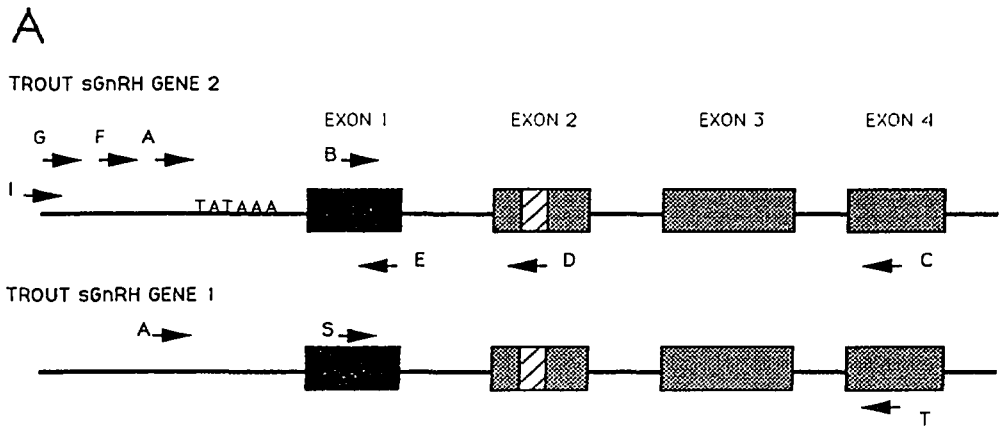 A
TROUT sGnRH GENE 2
EXON 1 EXON 2 EXON 3 EXON 4
G F A
B
I
TATAAA
E D C
TROUT sGnRH GENE 1
A S
T